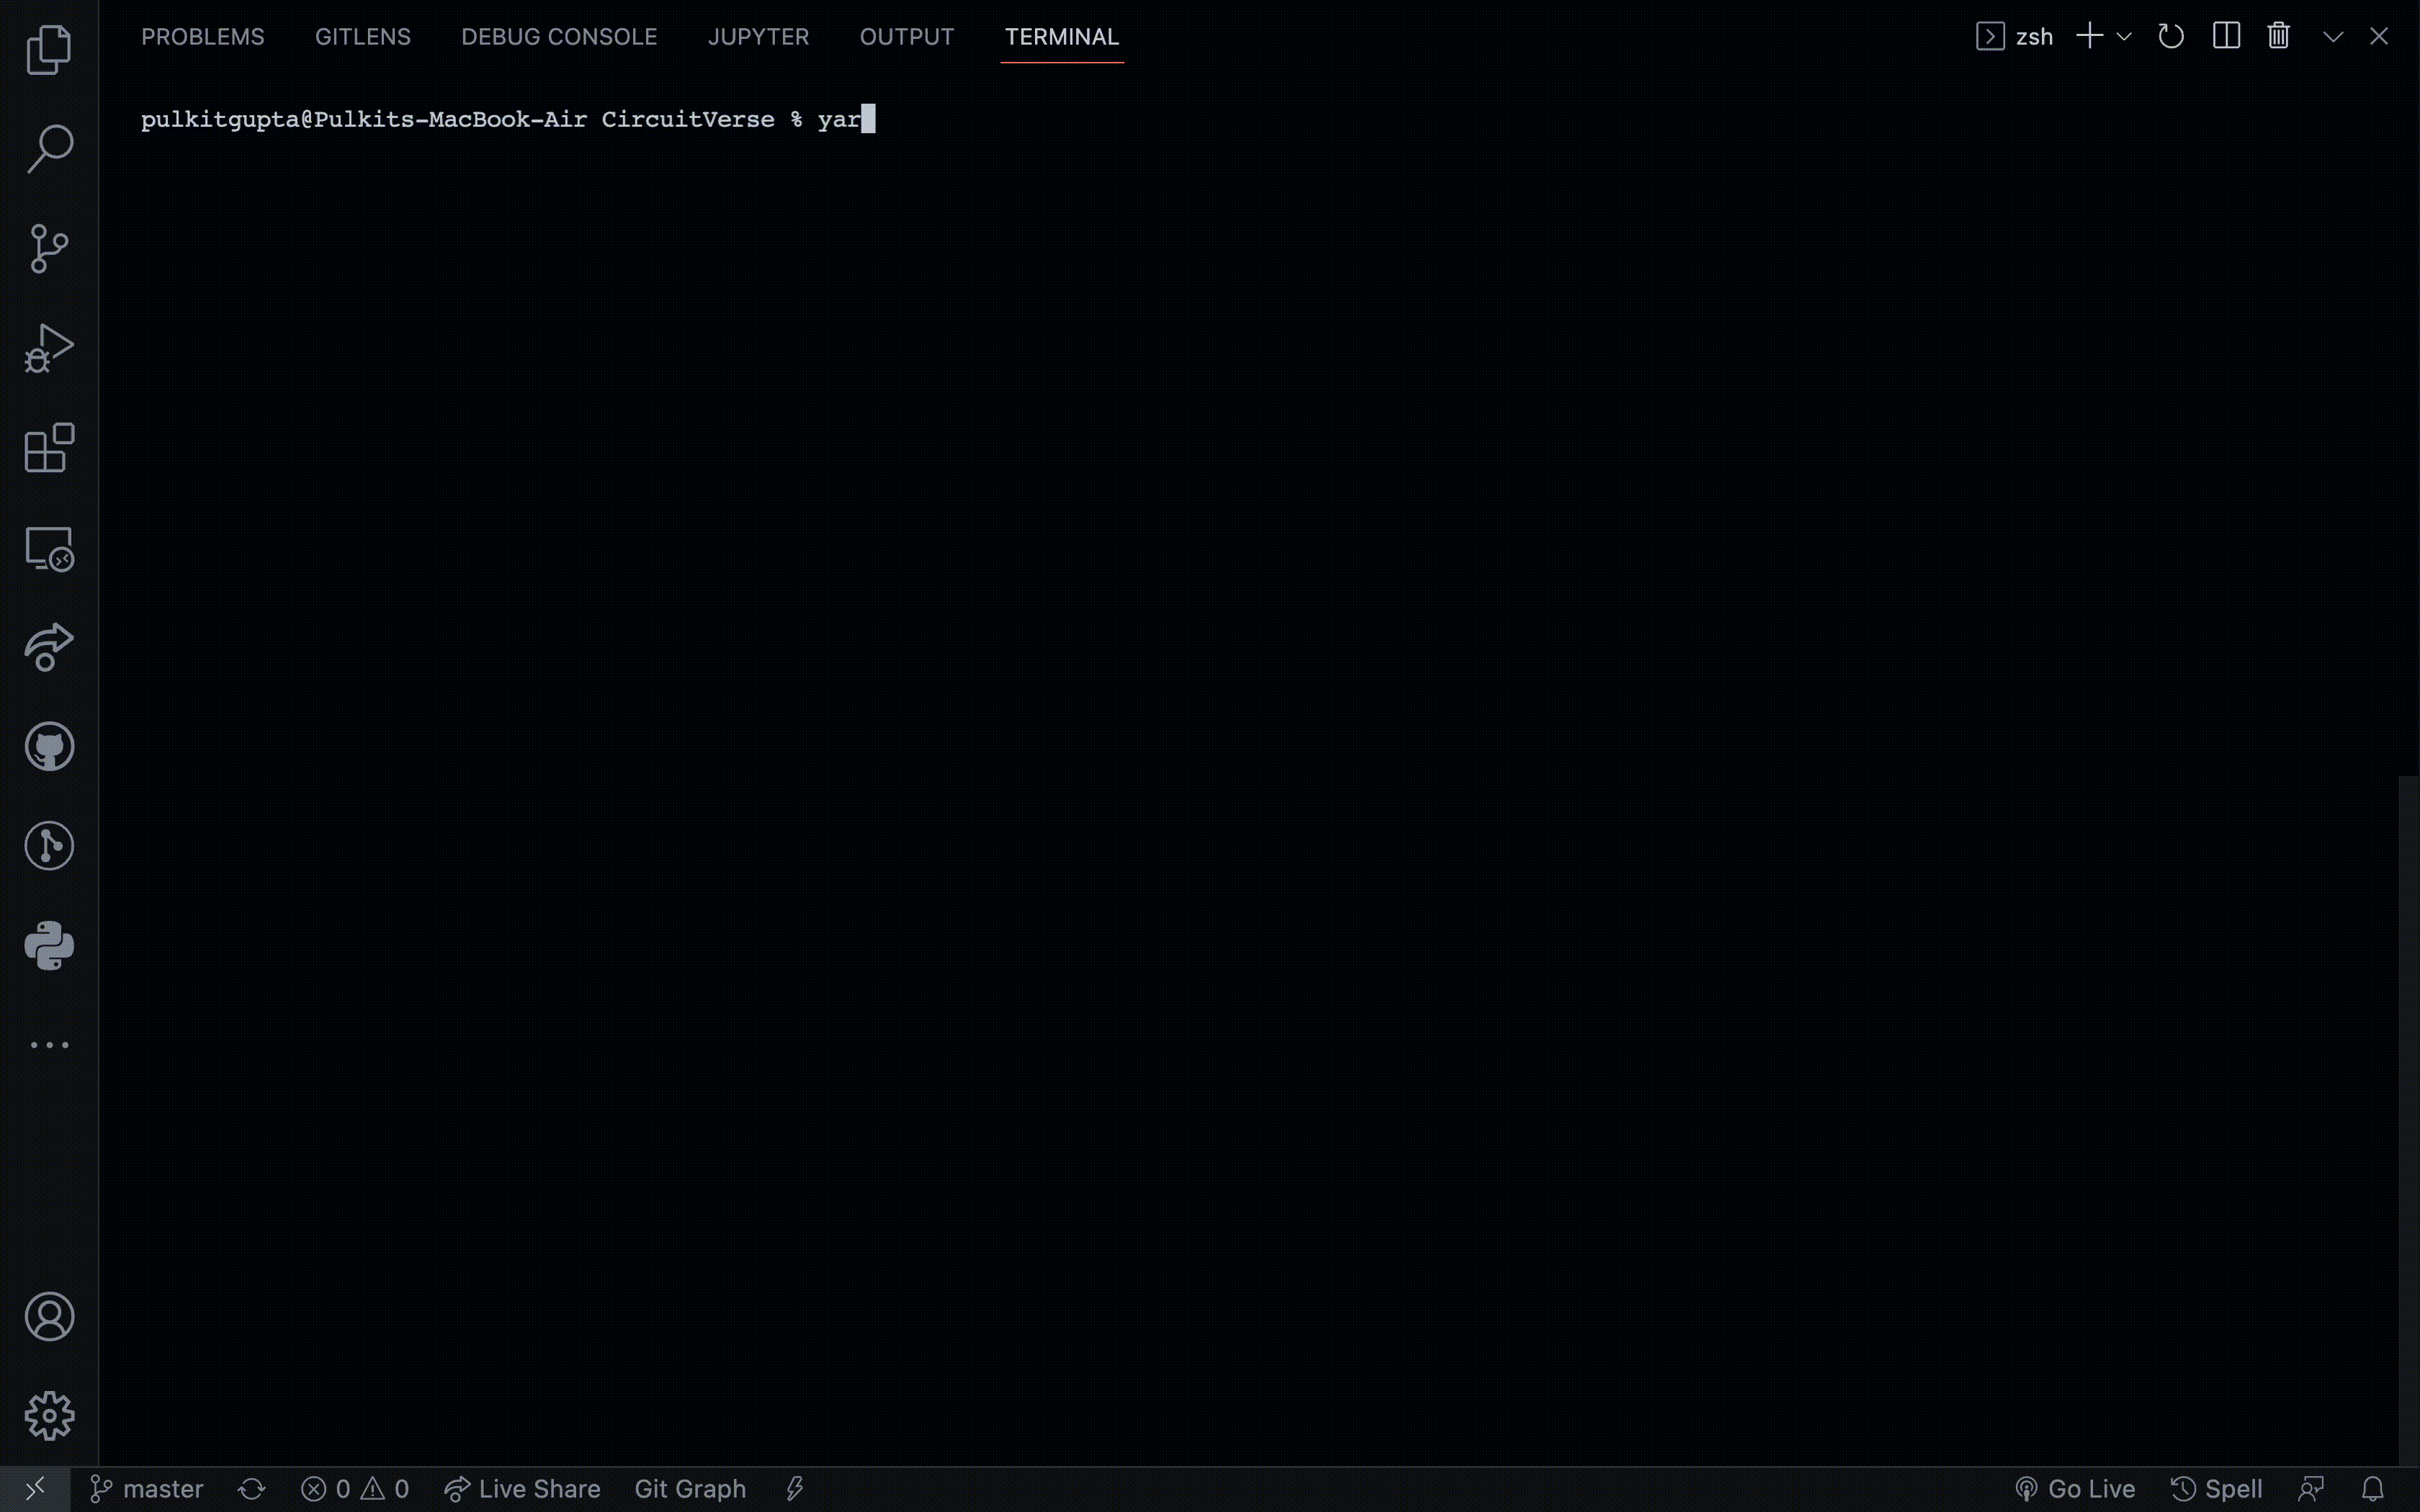 PROBLEMS GITLENS DEBUG CONSOLE JUPYTER OUTPUT TERMINAL zsh
pulkitgupta@Pulkits-MacBook-Air CircuitVerse % yar
master 0 0 Live Share Git Graph Go Live Spell